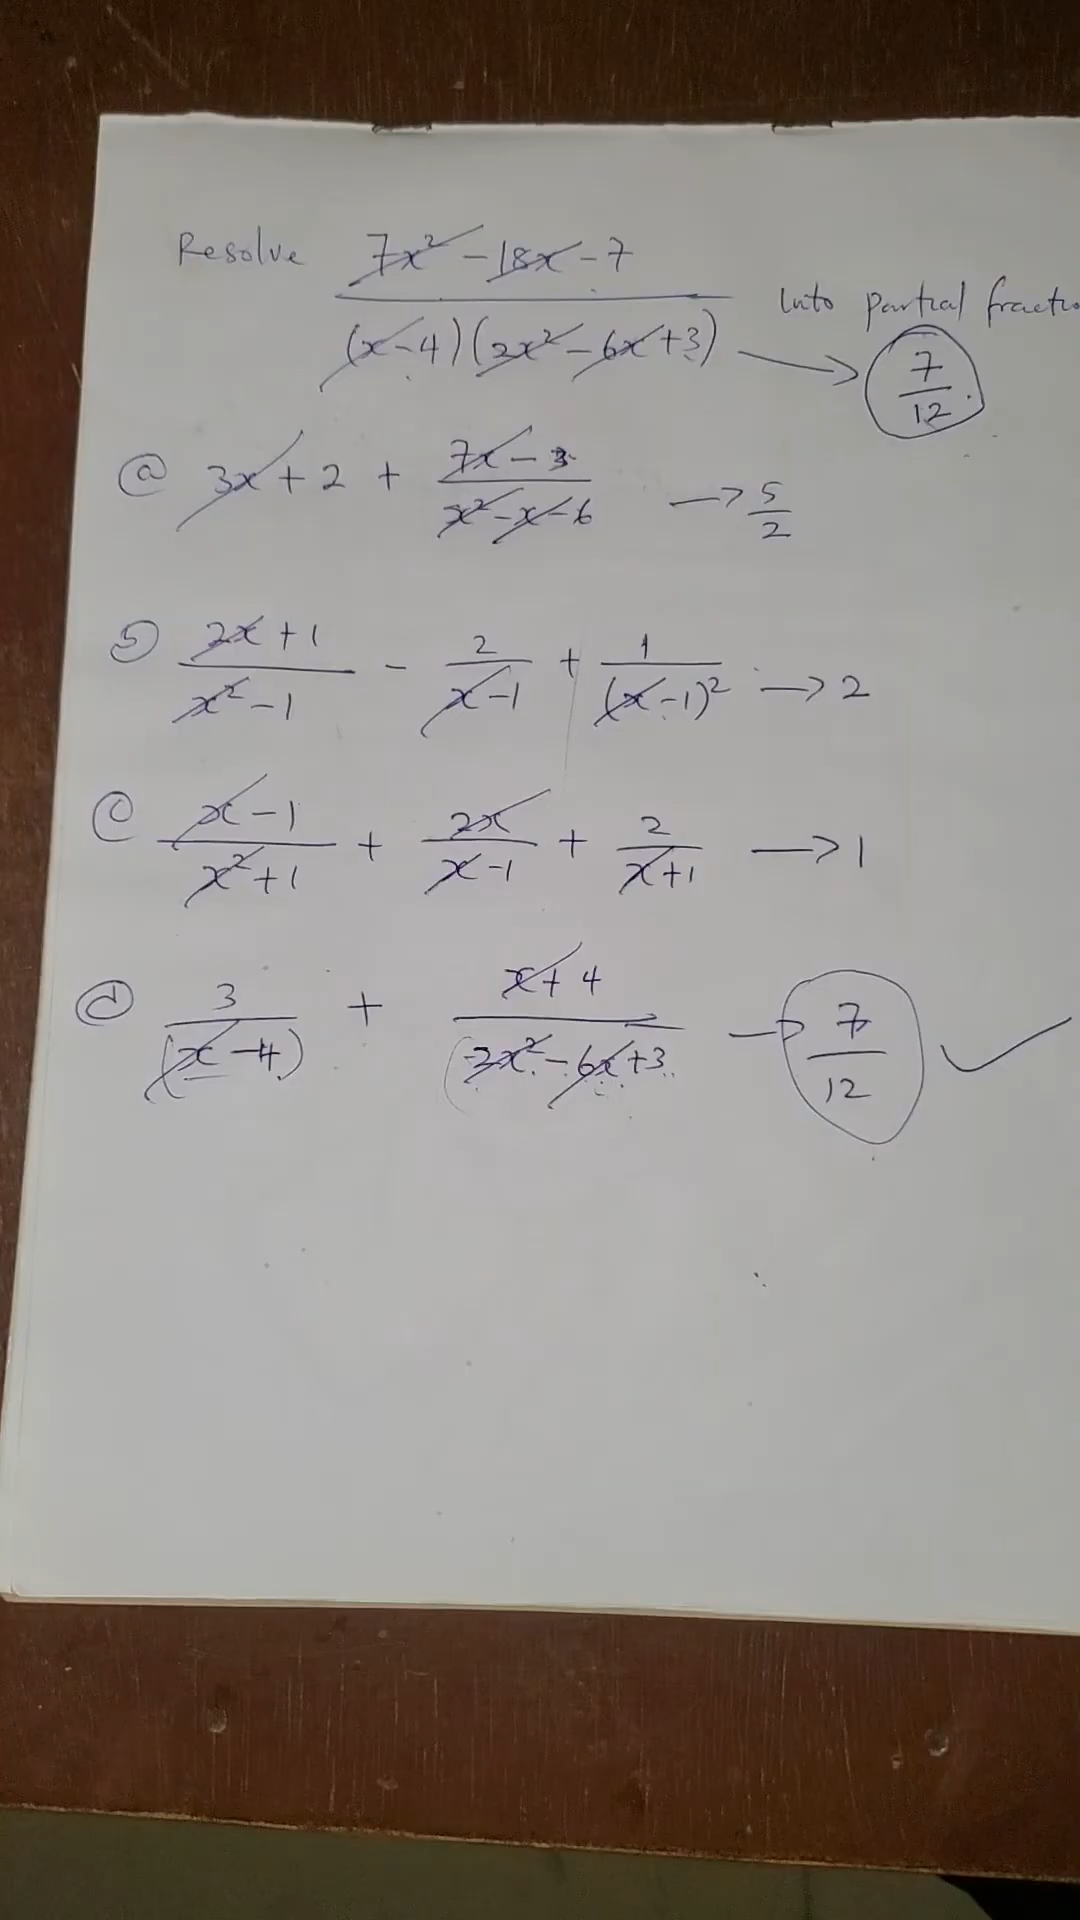 Resolve (7x² - 18x - 7) / ((x - 4)(2x² - 6x + 3)) into partial fractio → 7/12
ⓐ 3x + 2 + (7x - 3)/(x² - x - 6) → 5/2
ⓑ (2x + 1)/(x² - 1) - 2/(x - 1) + 1/(x - 1)² → 2
ⓒ (x - 1)/(x² + 1) + 2x/(x - 1) + 2/(x + 1) → 1
ⓓ 3/(x - 4) + (x + 4)/(2x² - 6x + 3) → 7/12 ✓